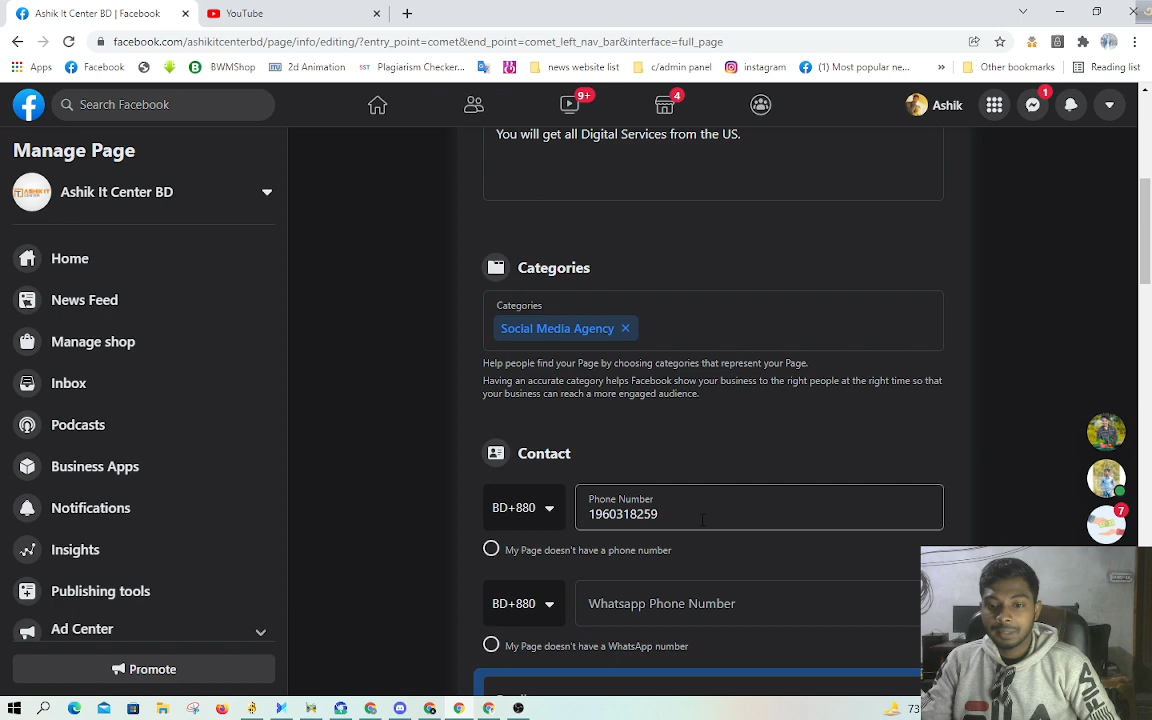 Ashik It Center BD | Facebook
YouTube
facebook.com/ashikitcenterbd/page/info/editing/?entry_point=comet&end_point=comet_left_nav_bar&interface=full_page
Apps
Facebook
BWMShop
2d Animation
Plagiarism Checker...
news website list
c/admin panel
instagram
(1) Most popular ne...
»
Other bookmarks
Reading list
Search Facebook
9+
4
Ashik
1
Manage Page
Ashik It Center BD
Home
News Feed
Manage shop
Inbox
Podcasts
Business Apps
Notifications
Insights
Publishing tools
Ad Center
Promote
You will get all Digital Services from the US.
Categories
Categories
Social Media Agency
Help people find your Page by choosing categories that represent your Page.
Having an accurate category helps Facebook show your business to the right people at the right time so that
your business can reach a more engaged audience.
Contact
BD+880
Phone Number
1960318259
My Page doesn't have a phone number
BD+880
Whatsapp Phone Number
My Page doesn't have a WhatsApp number
7
73